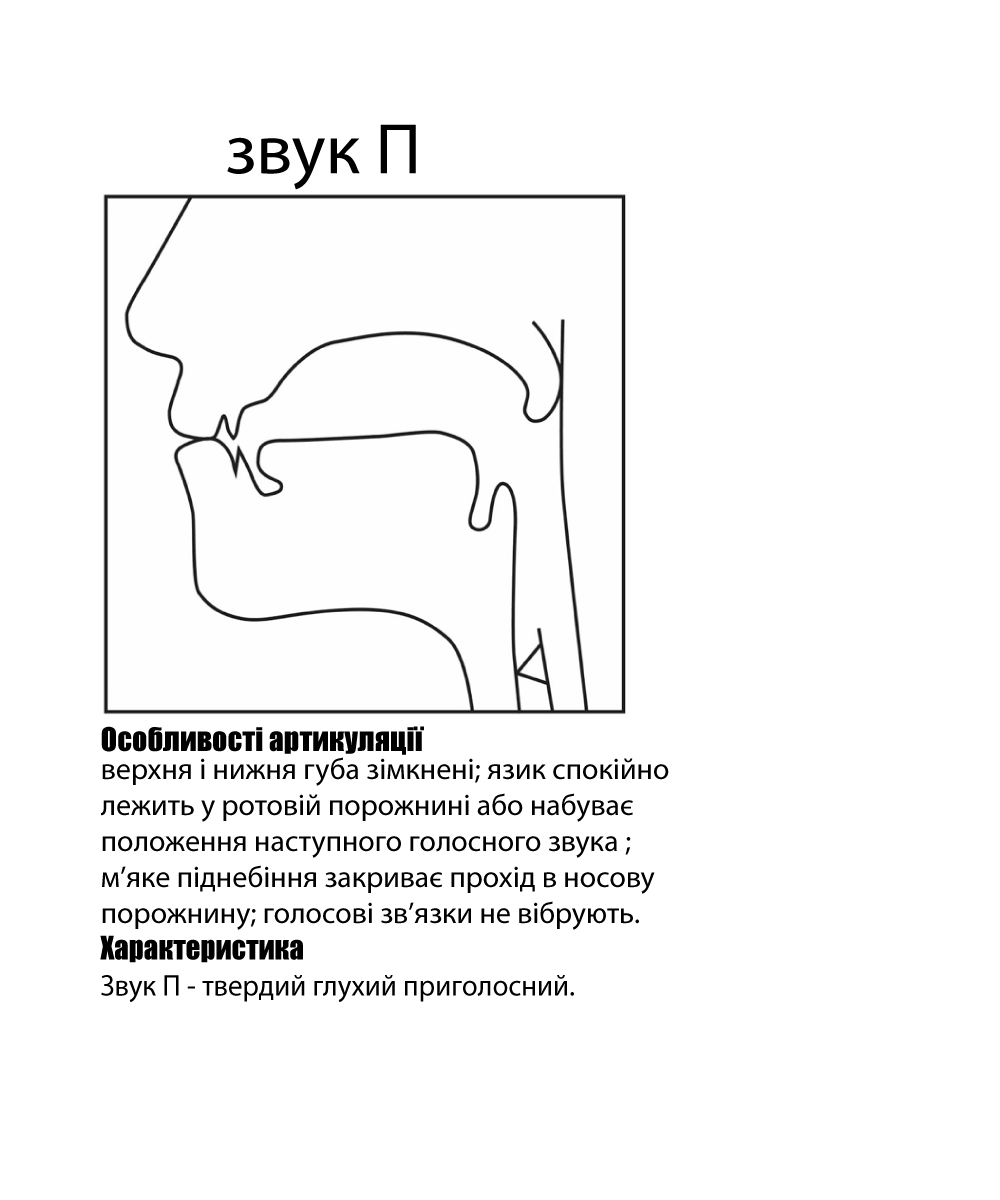 звук П
Особливості артикуляції
верхня і нижня губа зімкнені; язик спокійно
лежить у ротовій порожнині або набуває
положення наступного голосного звука ;
м’яке піднебіння закриває прохід в носову
порожнину; голосові зв’язки не вібрують.
Характеристика
Звук П - твердий глухий приголосний.